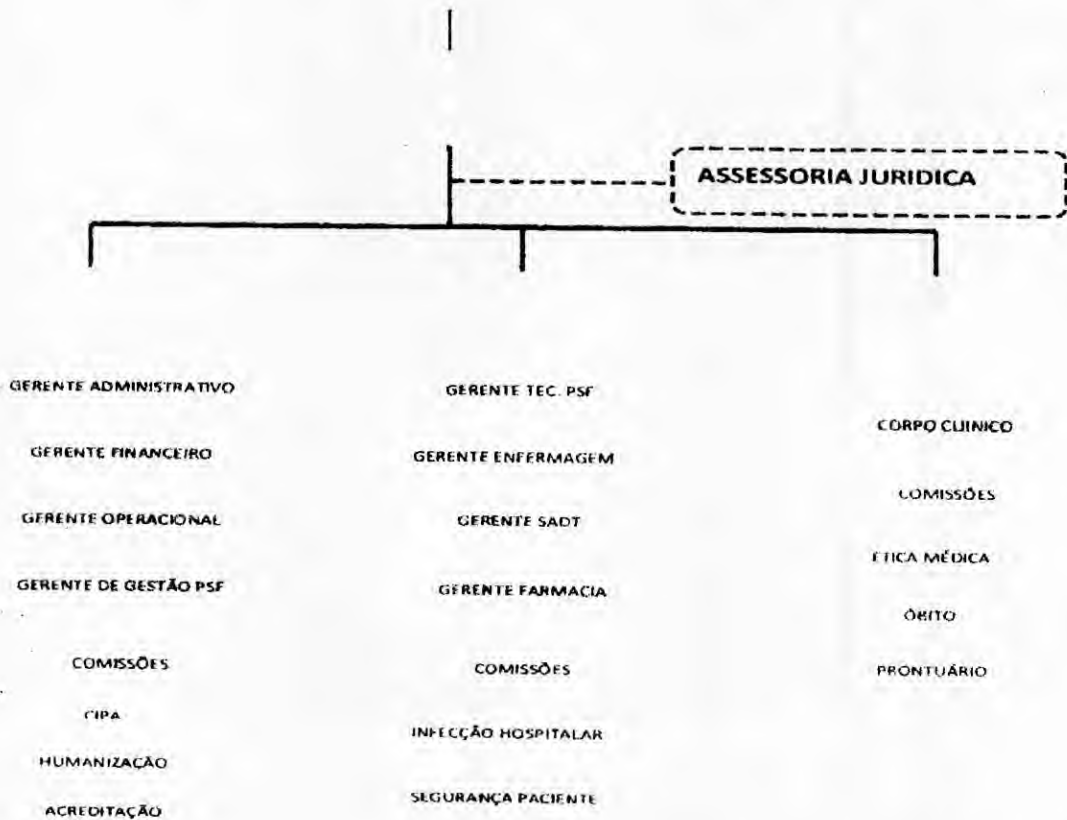 ASSESSORIA JURIDICA
GERENTE ADMINISTRATIVO
GERENTE FINANCEIRO
GERENTE OPERACIONAL
GERENTE DE GESTÃO PSF
COMISSÕES
CIPA
HUMANIZAÇÃO
ACREDITAÇÃO
GERENTE TEC. PSF
GERENTE ENFERMAGEM
GERENTE SADT
GERENTE FARMACIA
COMISSÕES
INFECÇÃO HOSPITALAR
SEGURANÇA PACIENTE
CORPO CLINICO
COMISSÕES
ETICA MÉDICA
ÓBITO
PRONTUÁRIO